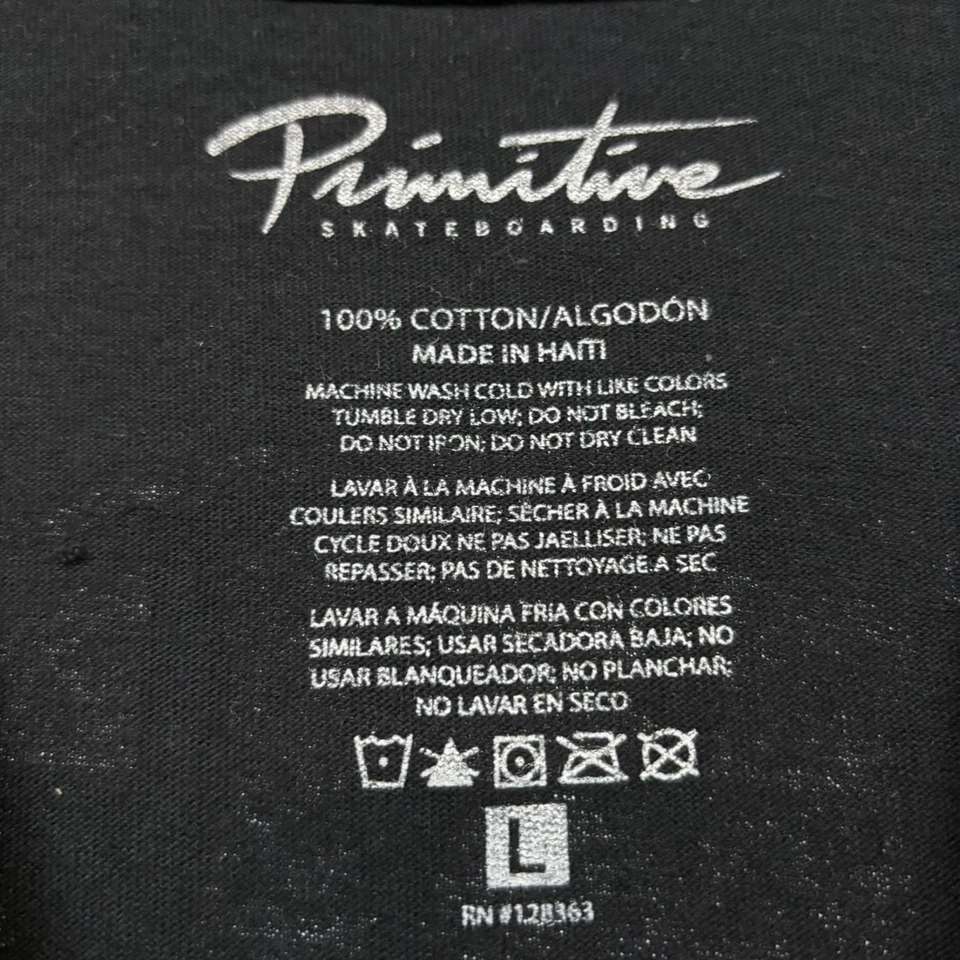 Primitive
SKATEBOARDING
100% COTTON/ALGODÓN
MADE IN HAITI
MACHINE WASH COLD WITH LIKE COLORS
TUMBLE DRY LOW; DO NOT BLEACH;
DO NOT IRON; DO NOT DRY CLEAN
LAVAR À LA MACHINE À FROID AVEC
COULERS SIMILAIRE; SÈCHER À LA MACHINE
CYCLE DOUX NE PAS JAELLISER; NE PAS
REPASSER; PAS DE NETTOYAGE A SEC
LAVAR A MÁQUINA FRIA CON COLORES
SIMILARES; USAR SECADORA BAJA; NO
USAR BLANQUEADOR; NO PLANCHAR;
NO LAVAR EN SECO
L
RN #128363